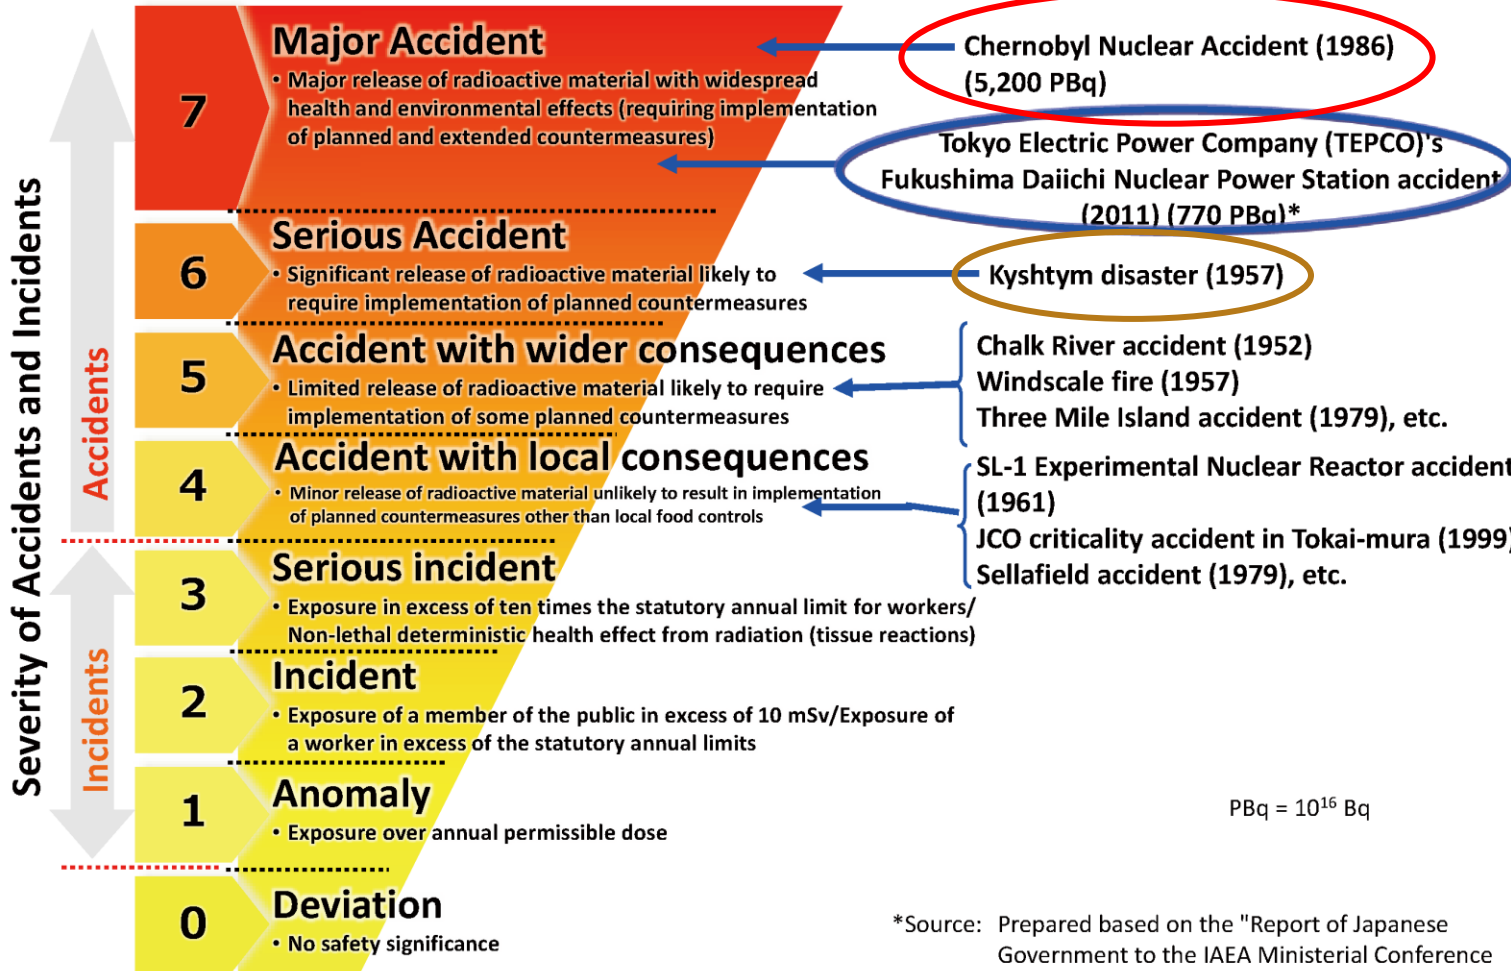 Severity of Accidents and Incidents
Accidents
Incidents
7
Major Accident
• Major release of radioactive material with widespread
health and environmental effects (requiring implementation
of planned and extended countermeasures)
Chernobyl Nuclear Accident (1986)
(5,200 PBq)
Tokyo Electric Power Company (TEPCO)'s
Fukushima Daiichi Nuclear Power Station accident
(2011) (770 PBq)*
6
Serious Accident
• Significant release of radioactive material likely to
require implementation of planned countermeasures
Kyshtym disaster (1957)
5
Accident with wider consequences
• Limited release of radioactive material likely to require
implementation of some planned countermeasures
Chalk River accident (1952)
Windscale fire (1957)
Three Mile Island accident (1979), etc.
4
Accident with local consequences
• Minor release of radioactive material unlikely to result in implementation
of planned countermeasures other than local food controls
SL-1 Experimental Nuclear Reactor accident
(1961)
JCO criticality accident in Tokai-mura (1999)
Sellafield accident (1979), etc.
3
Serious incident
• Exposure in excess of ten times the statutory annual limit for workers/
Non-lethal deterministic health effect from radiation (tissue reactions)
2
Incident
• Exposure of a member of the public in excess of 10 mSv/Exposure of
a worker in excess of the statutory annual limits
1
Anomaly
• Exposure over annual permissible dose
PBq = 10¹⁶ Bq
0
Deviation
• No safety significance
*Source: Prepared based on the "Report of Japanese
Government to the IAEA Ministerial Conference